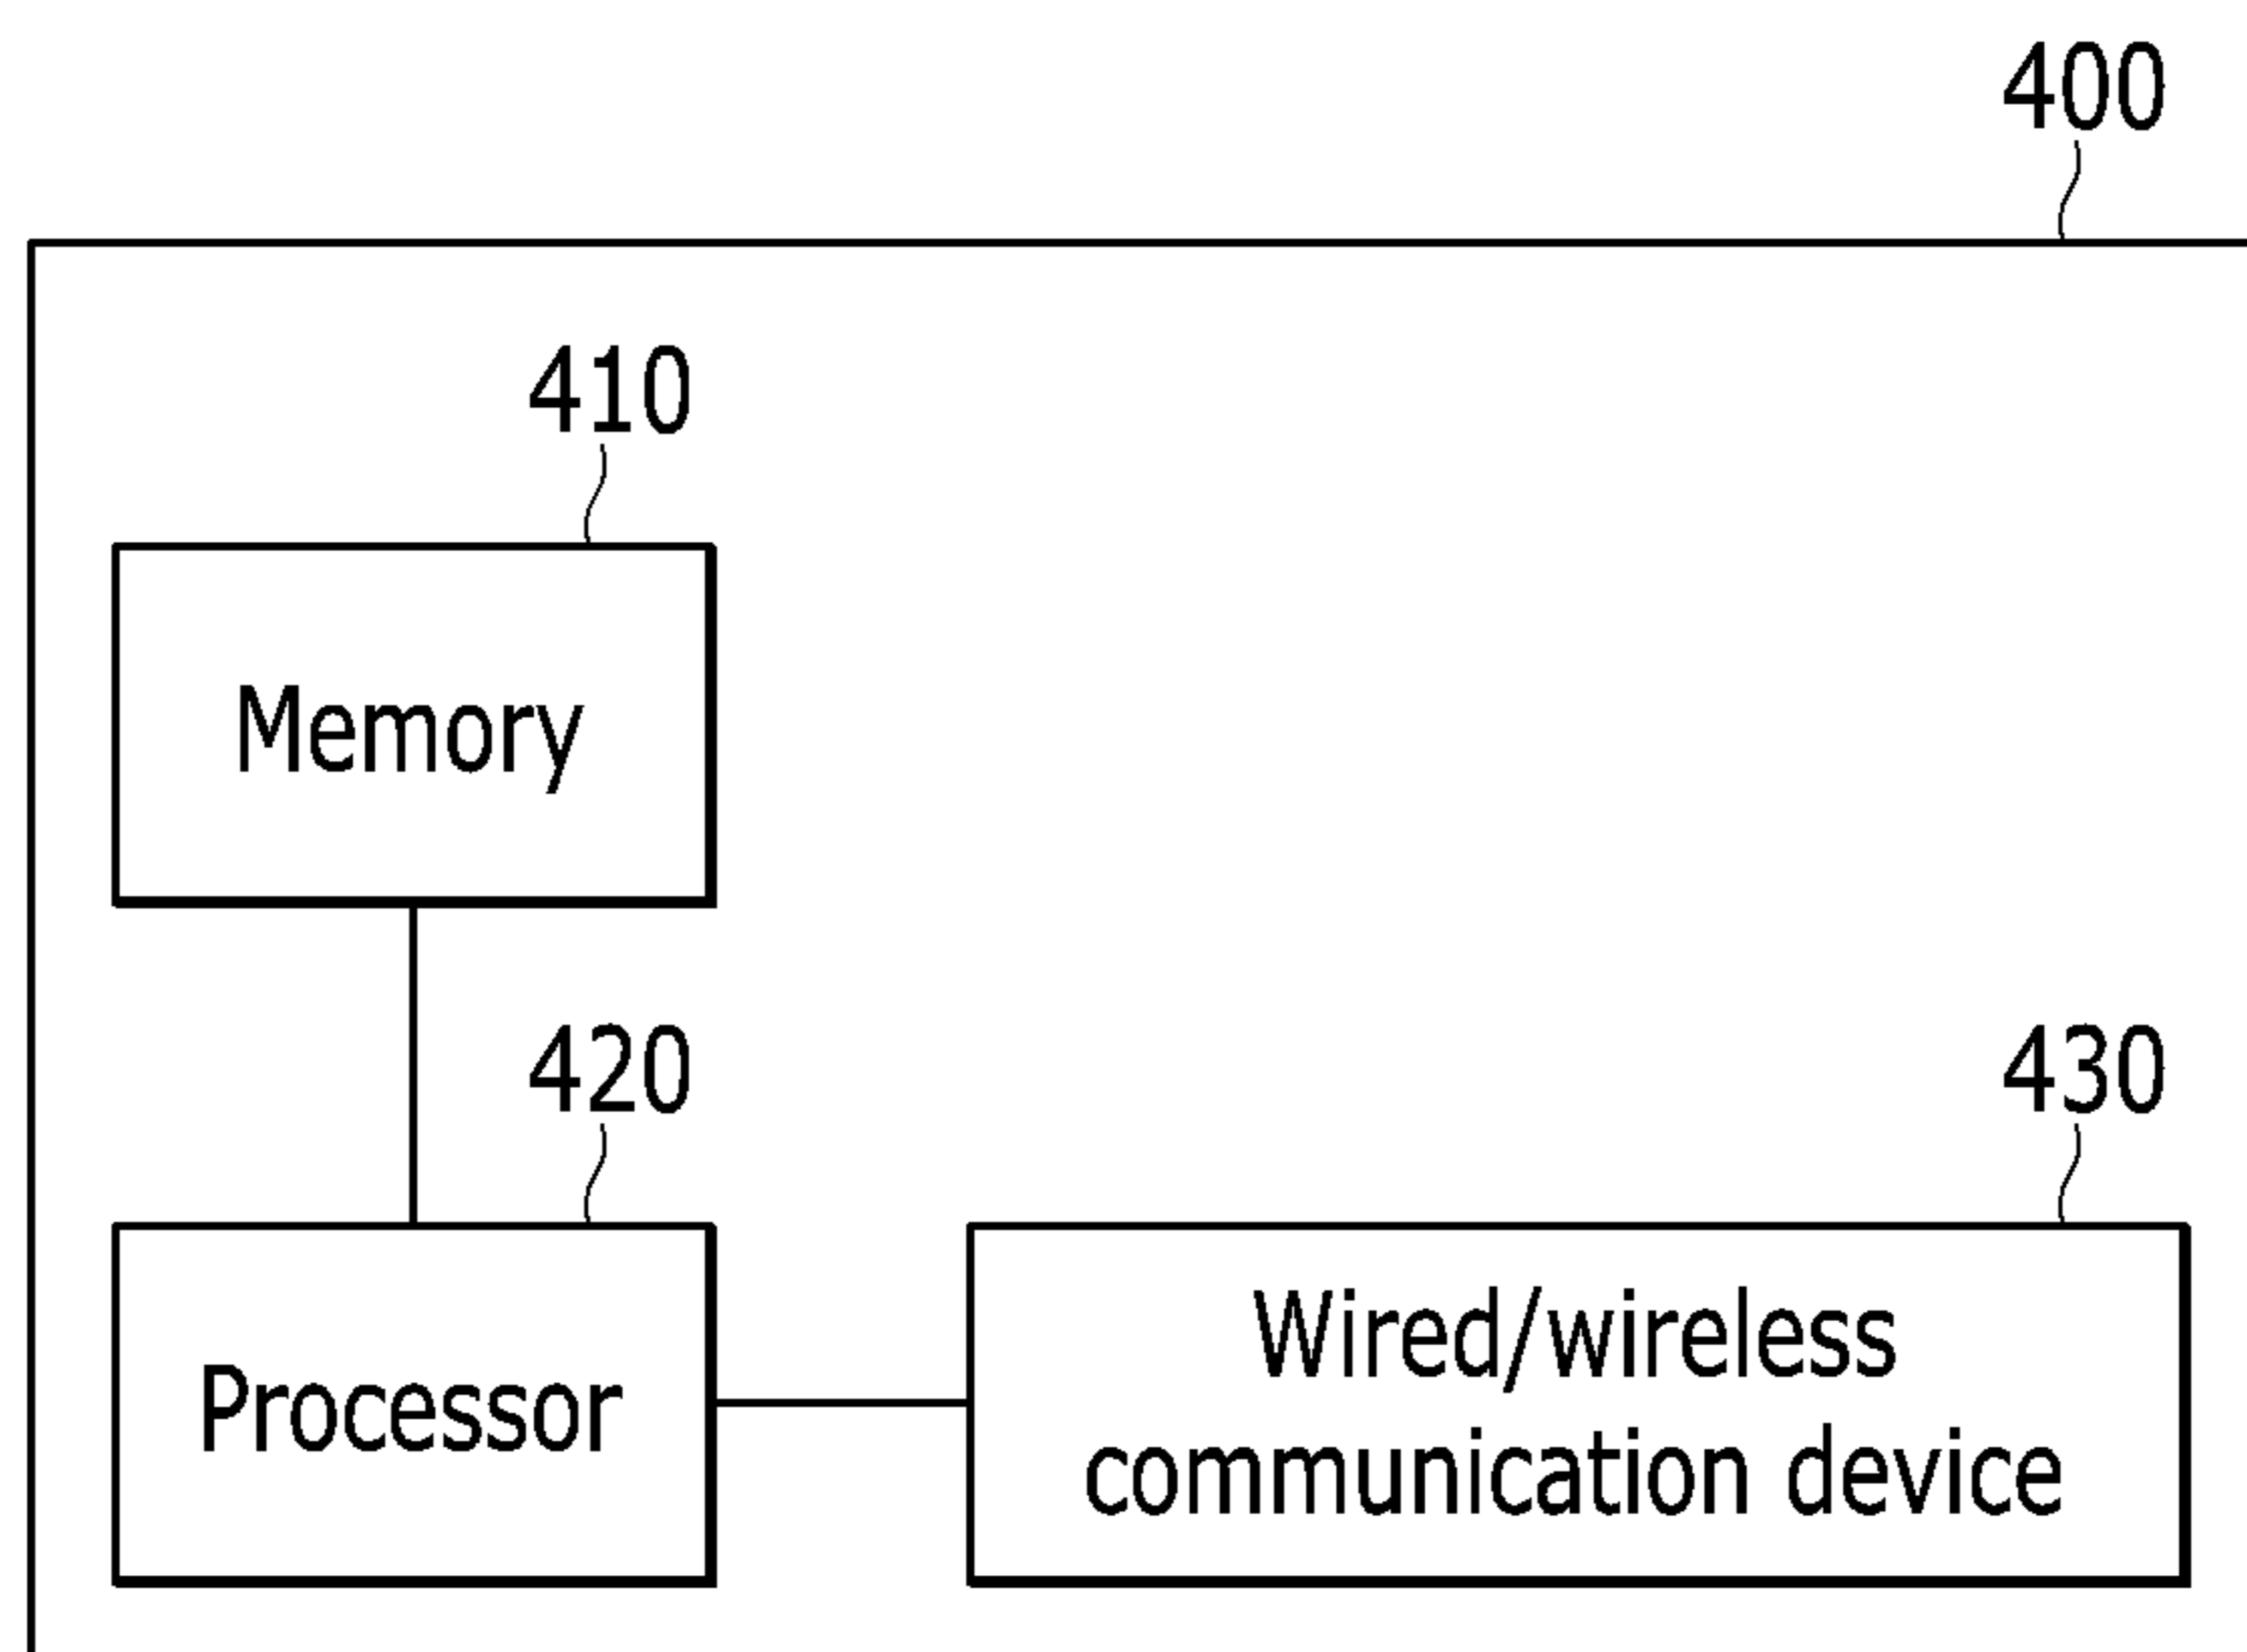 400
410
Memory
420
430
Processor
Wired/wireless
communication device